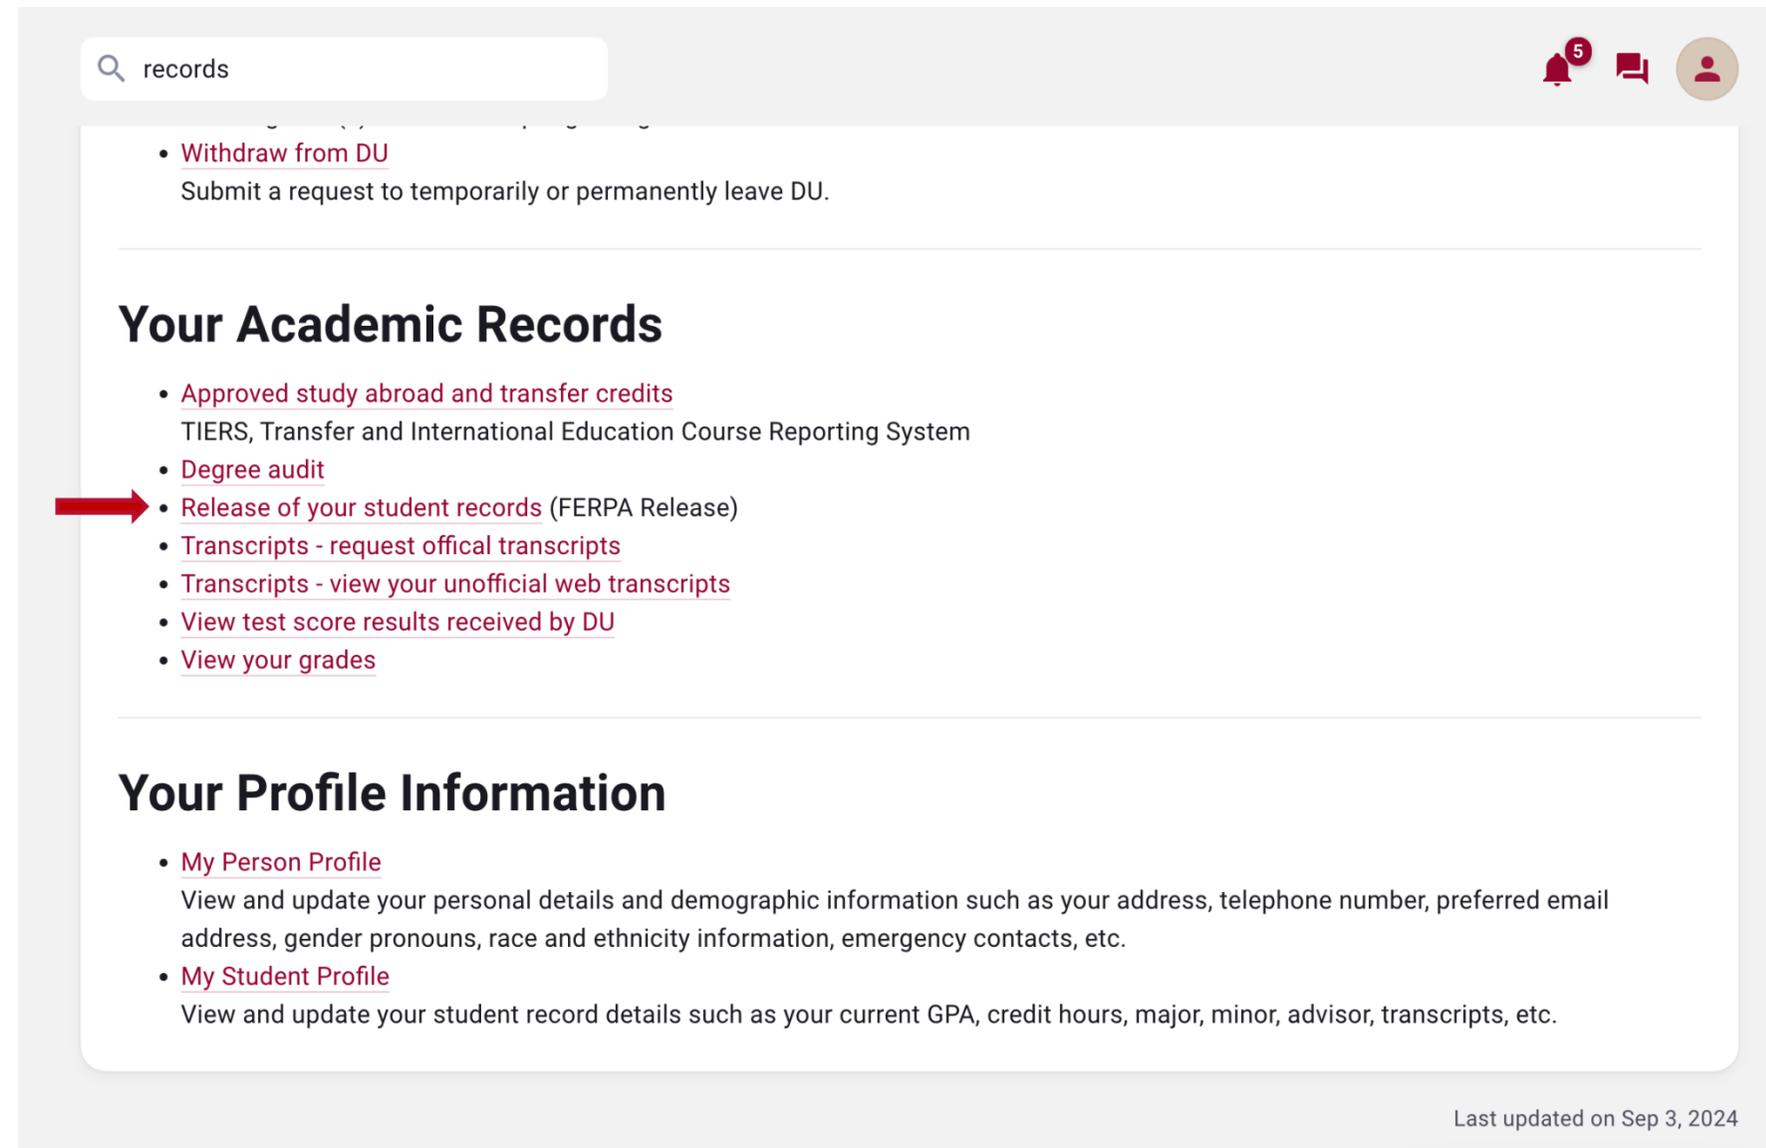 records
5
Withdraw from DU
Submit a request to temporarily or permanently leave DU.
Your Academic Records
Approved study abroad and transfer credits
TIERS, Transfer and International Education Course Reporting System
Degree audit
Release of your student records (FERPA Release)
Transcripts - request offical transcripts
Transcripts - view your unofficial web transcripts
View test score results received by DU
View your grades
Your Profile Information
My Person Profile
View and update your personal details and demographic information such as your address, telephone number, preferred email
address, gender pronouns, race and ethnicity information, emergency contacts, etc.
My Student Profile
View and update your student record details such as your current GPA, credit hours, major, minor, advisor, transcripts, etc.
Last updated on Sep 3, 2024